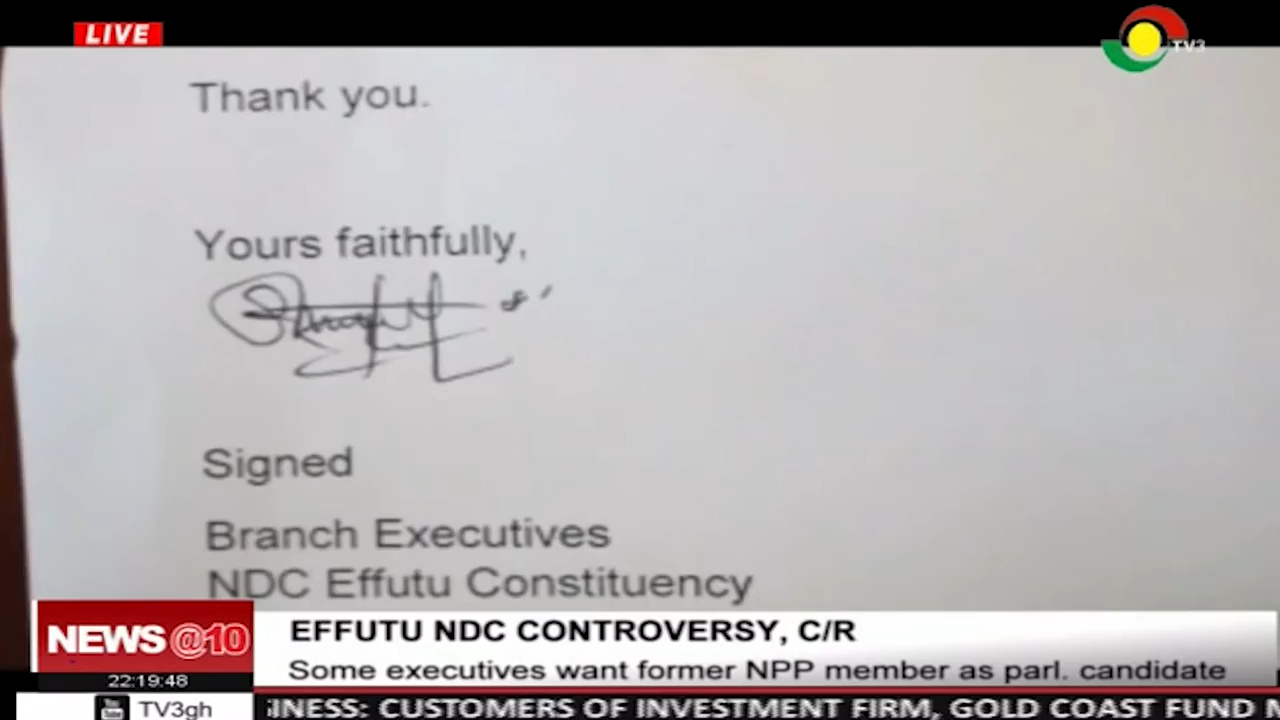 LIVE
TV3
Thank you.
Yours faithfully,
Signed
Branch Executives
NDC Effutu Constituency
NEWS @10
EFFUTU NDC CONTROVERSY, C/R
Some executives want former NPP member as parl. candidate
22:19:48
TV3gh
INESS: CUSTOMERS OF INVESTMENT FIRM, GOLD COAST FUND M